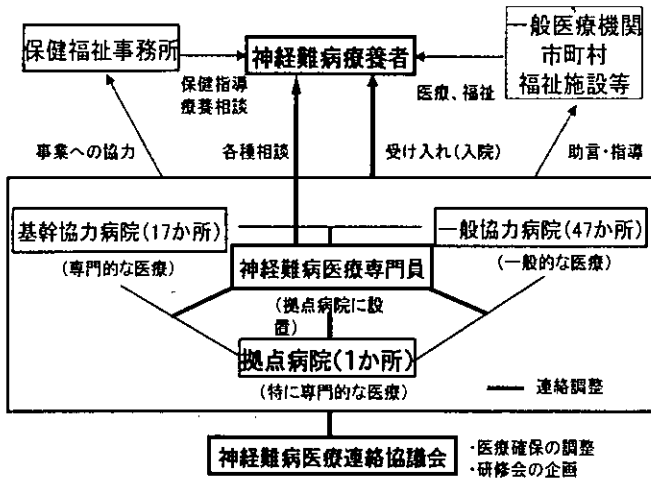 保健福祉事務所
神経難病療養者
一般医療機関
市町村
福祉施設等
保健指導
療養相談
医療、福祉
事業への協力
各種相談
受け入れ(入院)
助言・指導
基幹協力病院(17か所)
一般協力病院(47か所)
(専門的な医療)
神経難病医療専門員
(一般的な医療)
(拠点病院に設
置)
拠点病院(1か所)
(特に専門的な医療)
連絡調整
神経難病医療連絡協議会
・医療確保の調整
・研修会の企画